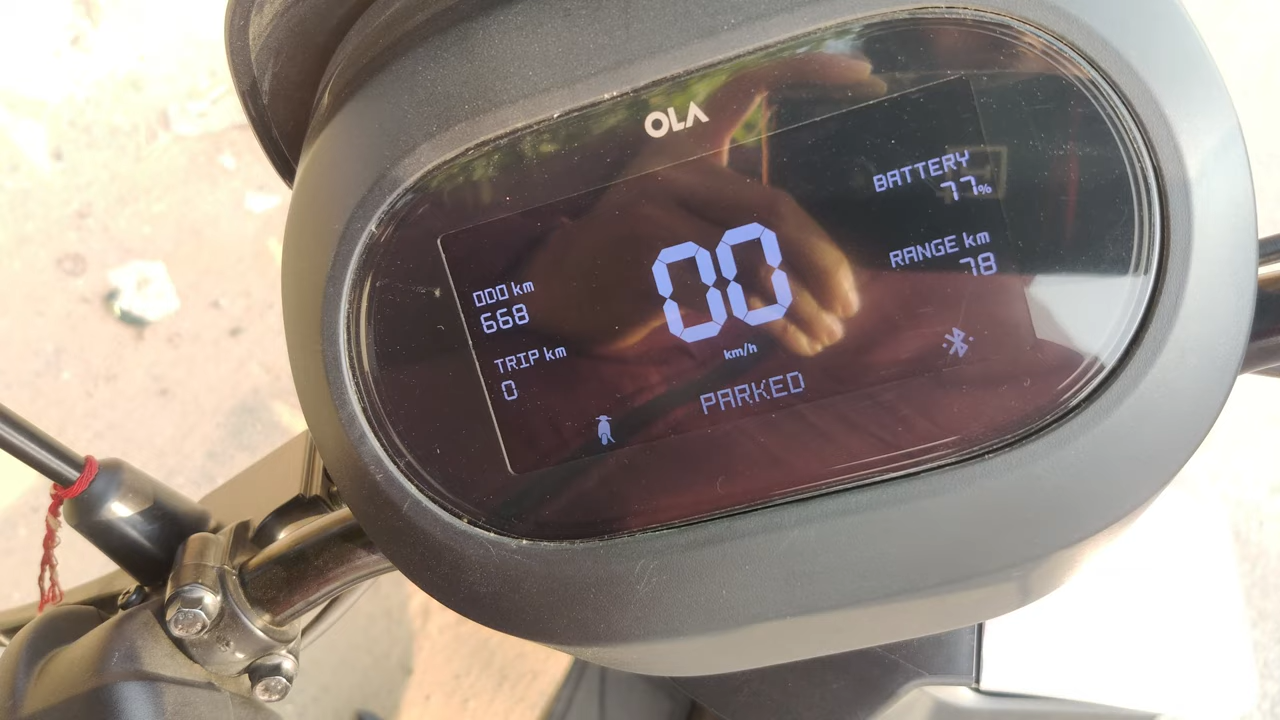 OLA
BATTERY
77%
RANGE km
78
ODO km
668
TRIP km
0
00
km/h
PARKED